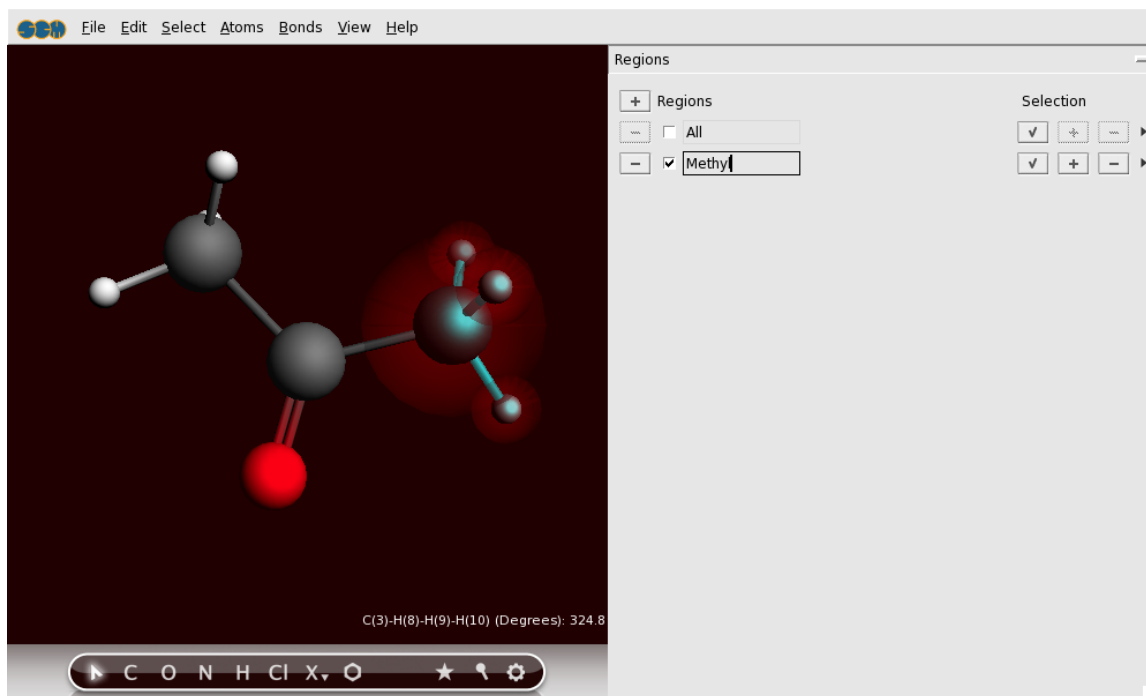 SCM File Edit Select Atoms Bonds View Help
Regions
+ Regions Selection
All
- Methyl + -
C(3)-H(8)-H(9)-H(10) (Degrees): 324.8
C O N H Cl X